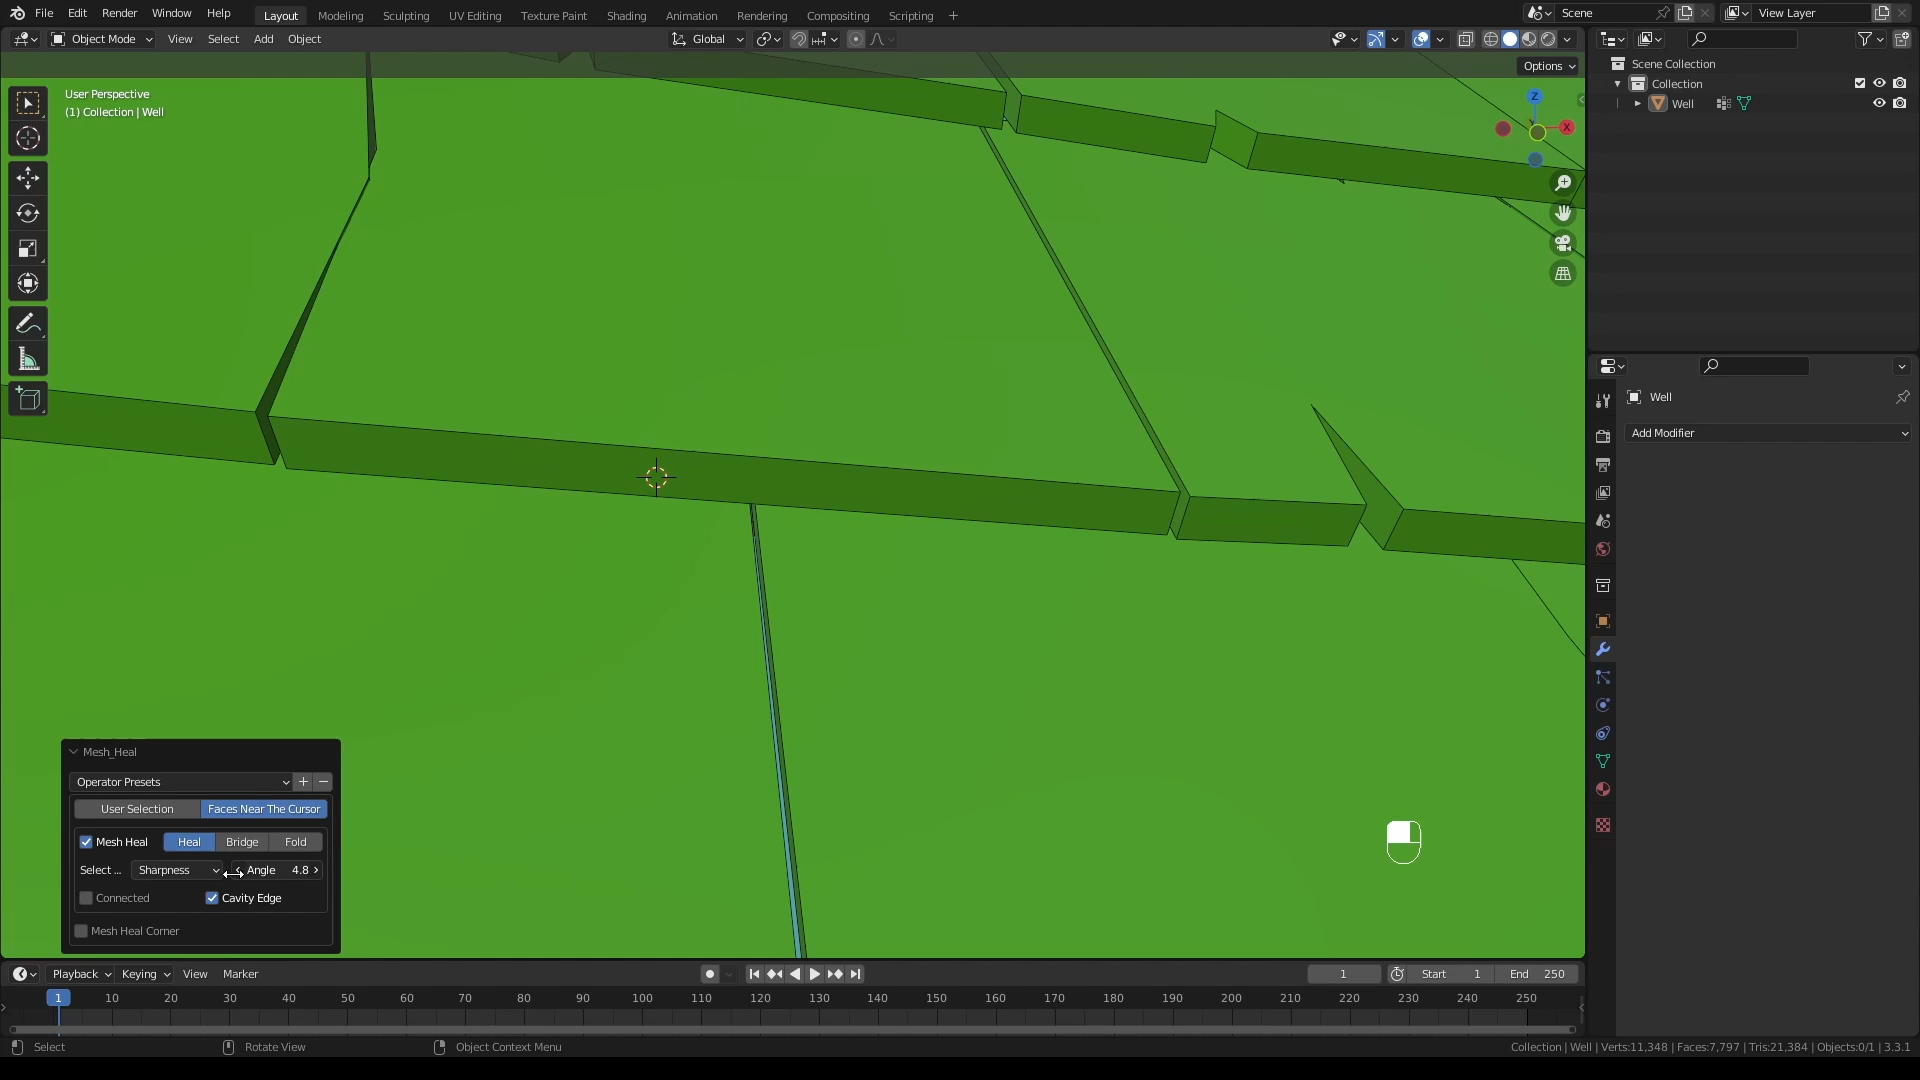 File Edit Render Window Help Layout Modeling Sculpting UV Editing Texture Paint Shading Animation Rendering Compositing Scripting + Scene View Layer
Object Mode View Select Add Object Global
Options
User Perspective
(1) Collection | Well
Z
X
Scene Collection
Collection
Well
Well
Add Modifier
Mesh_Heal
Operator Presets + −
User Selection Faces Near The Cursor
Mesh Heal Heal Bridge Fold
Select ... Sharpness Angle 4.8
Connected Cavity Edge
Mesh Heal Corner
Playback Keying View Marker 1 Start 1 End 250
1 10 20 30 40 50 60 70 80 90 100 110 120 130 140 150 160 170 180 190 200 210 220 230 240 250
Select Rotate View Object Context Menu Collection | Well | Verts:11,348 | Faces:7,797 | Tris:21,384 | Objects:0/1 | 3.3.1